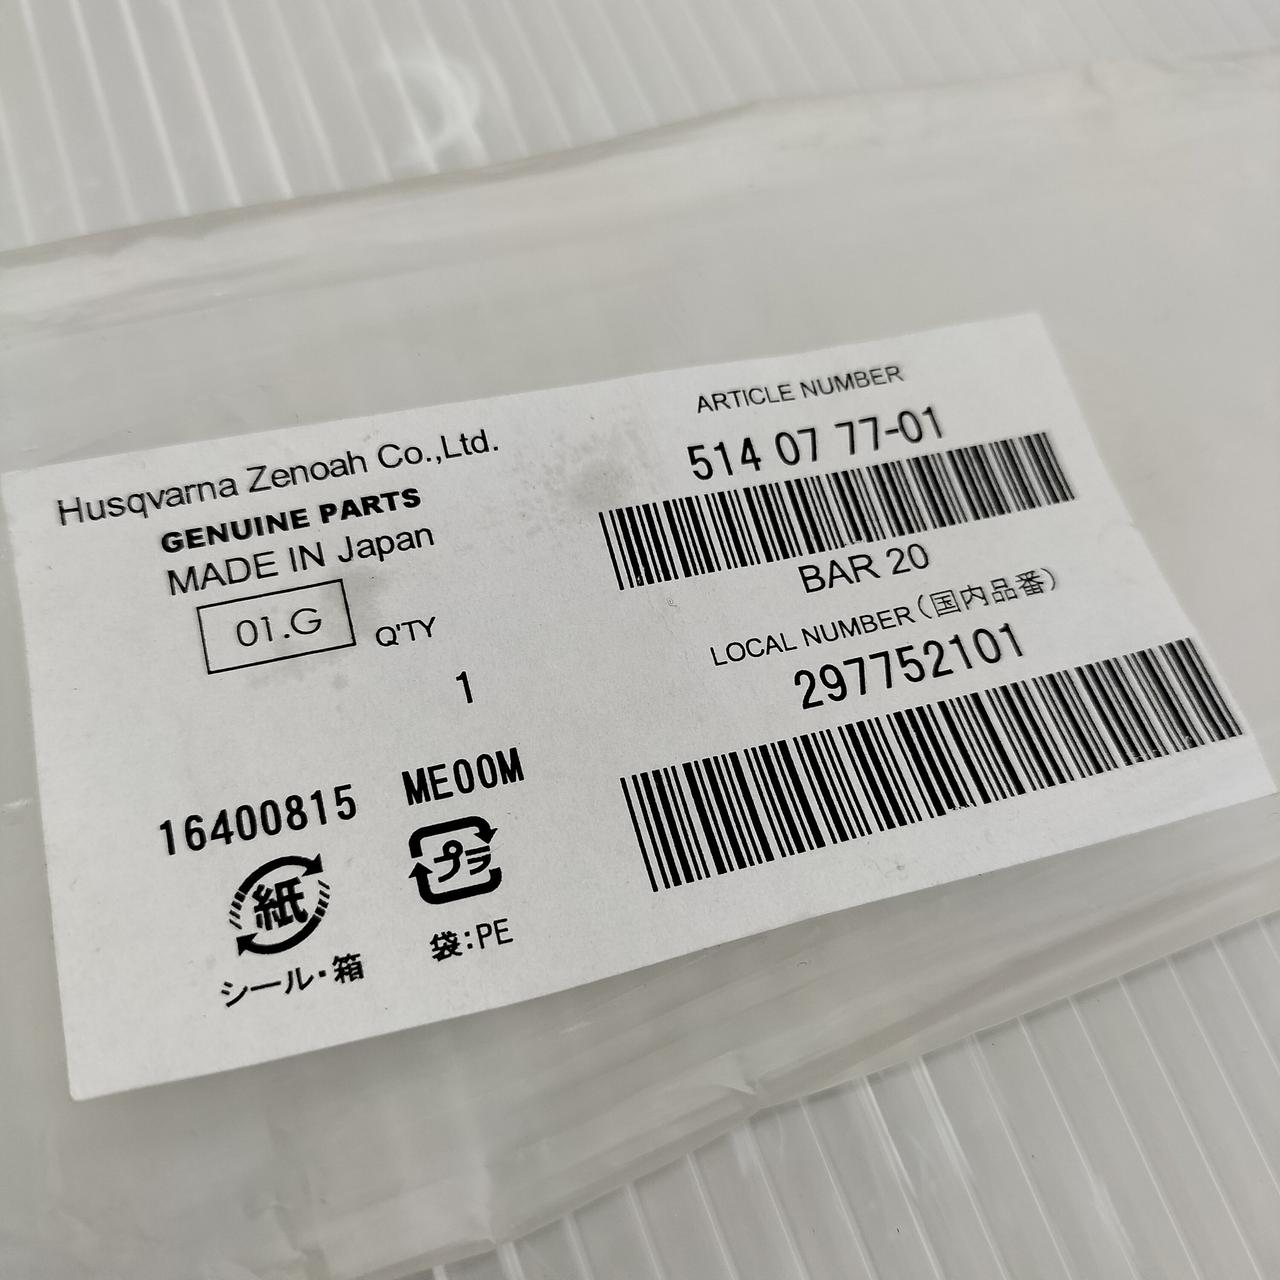 Husqvarna Zenoah Co.,Ltd.
GENUINE PARTS
MADE IN Japan
01.G
Q'TY
1
16400815
ME00M
紙
プラ
シール・箱
袋:PE
ARTICLE NUMBER
514 07 77-01
BAR 20
LOCAL NUMBER(国内品番)
297752101